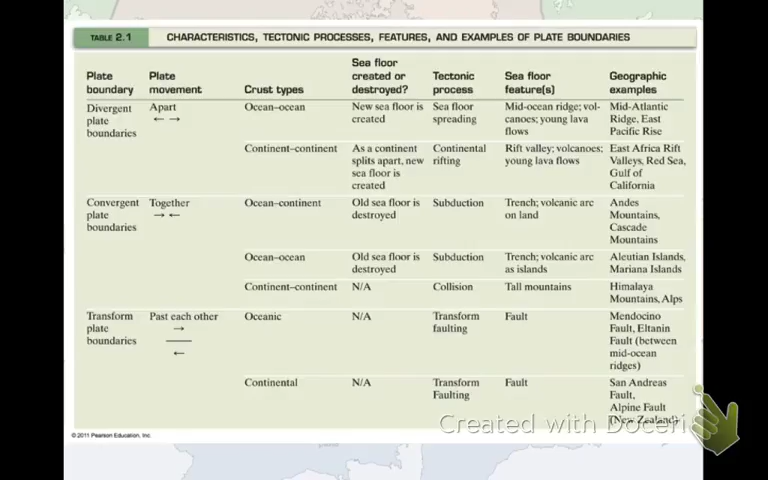 TABLE 2.1 CHARACTERISTICS, TECTONIC PROCESSES, FEATURES, AND EXAMPLES OF PLATE BOUNDARIES
Plate boundary | Plate movement | Crust types | Sea floor created or destroyed? | Tectonic process | Sea floor feature(s) | Geographic examples
Divergent plate boundaries | Apart ← → | Ocean–ocean | New sea floor is created | Sea floor spreading | Mid-ocean ridge; volcanoes; young lava flows | Mid-Atlantic Ridge, East Pacific Rise
Continent–continent | As a continent splits apart, new sea floor is created | Continental rifting | Rift valley; volcanoes; young lava flows | East Africa Rift Valleys, Red Sea, Gulf of California
Convergent plate boundaries | Together → ← | Ocean–continent | Old sea floor is destroyed | Subduction | Trench; volcanic arc on land | Andes Mountains, Cascade Mountains
Ocean–ocean | Old sea floor is destroyed | Subduction | Trench; volcanic arc as islands | Aleutian Islands, Mariana Islands
Continent–continent | N/A | Collision | Tall mountains | Himalaya Mountains, Alps
Transform plate boundaries | Past each other → ← | Oceanic | N/A | Transform faulting | Fault | Mendocino Fault, Eltanin Fault (between mid-ocean ridges)
Continental | N/A | Transform Faulting | Fault | San Andreas Fault, Alpine Fault (New Zealand)
Created with Doceri
© 2011 Pearson Education, Inc.